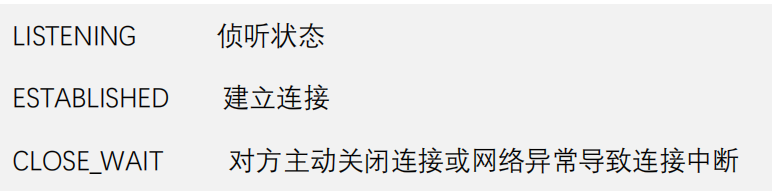 LISTENING 侦听状态
ESTABLISHED 建立连接
CLOSE_WAIT 对方主动关闭连接或网络异常导致连接中断